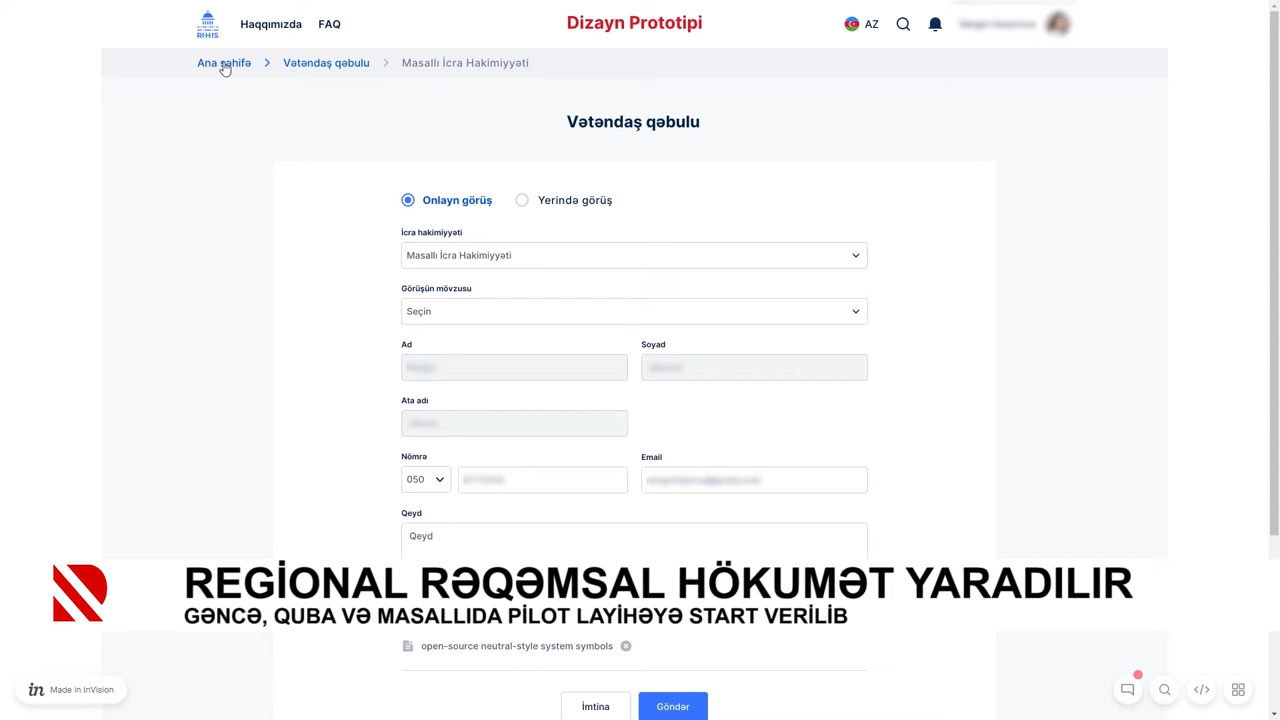 RİHİS
Haqqımızda
FAQ
Dizayn Prototipi
AZ
Ana səhifə
Vətəndaş qəbulu
Masallı İcra Hakimiyyəti
Vətəndaş qəbulu
Onlayn görüş
Yerində görüş
İcra hakimiyyəti
Masallı İcra Hakimiyyəti
Görüşün mövzusu
Seçin
Ad
Soyad
Ata adı
Nömrə
Email
050
Qeyd
Qeyd
REGİONAL RƏQƏMSAL HÖKUMƏT YARADILIR
GƏNCƏ, QUBA VƏ MASALLIDA PİLOT LAYİHƏYƏ START VERİLİB
open-source neutral-style system symbols
in Made in InVision
İmtina
Göndər